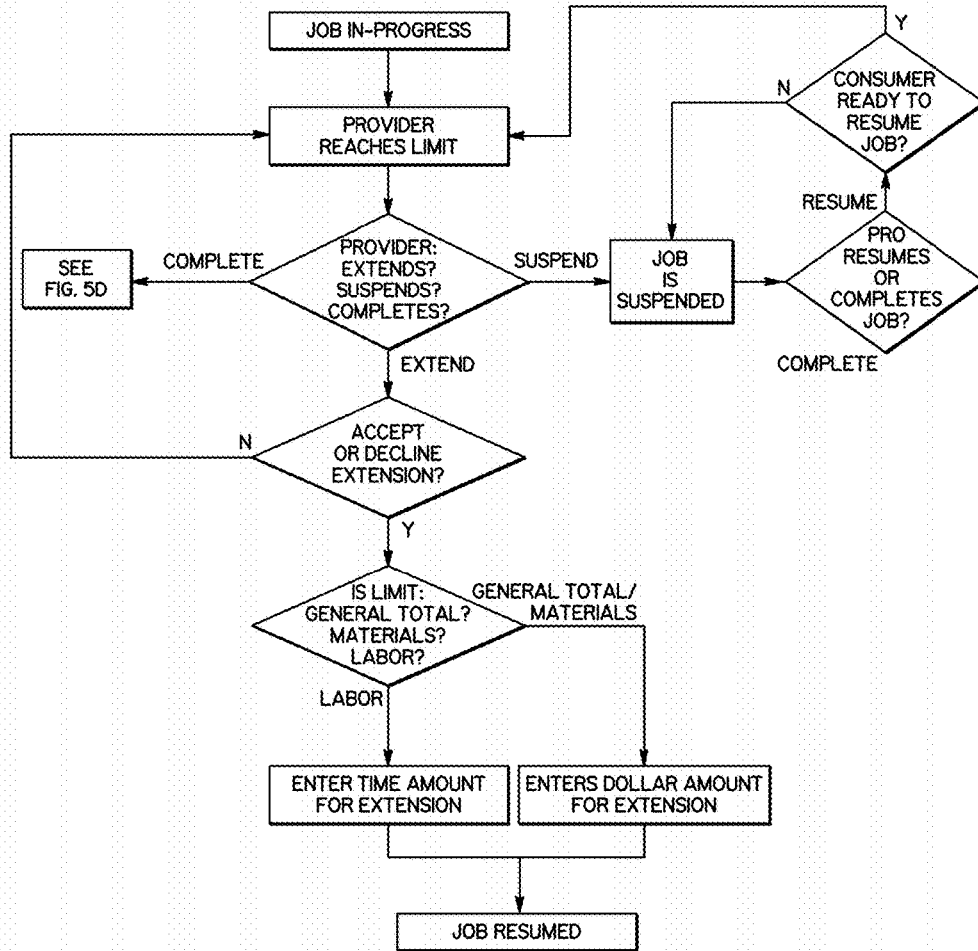 JOB IN-PROGRESS
Y
CONSUMER
READY TO
RESUME
JOB?
N
PROVIDER
REACHES LIMIT
RESUME
PRO
RESUMES
OR
COMPLETES
JOB?
COMPLETE
SEE
FIG. 5D
COMPLETE
PROVIDER:
EXTENDS?
SUSPENDS?
COMPLETES?
SUSPEND
JOB
IS
SUSPENDED
EXTEND
N
ACCEPT
OR DECLINE
EXTENSION?
Y
IS LIMIT:
GENERAL TOTAL?
MATERIALS?
LABOR?
GENERAL TOTAL/
MATERIALS
LABOR
ENTER TIME AMOUNT
FOR EXTENSION
ENTERS DOLLAR AMOUNT
FOR EXTENSION
JOB RESUMED